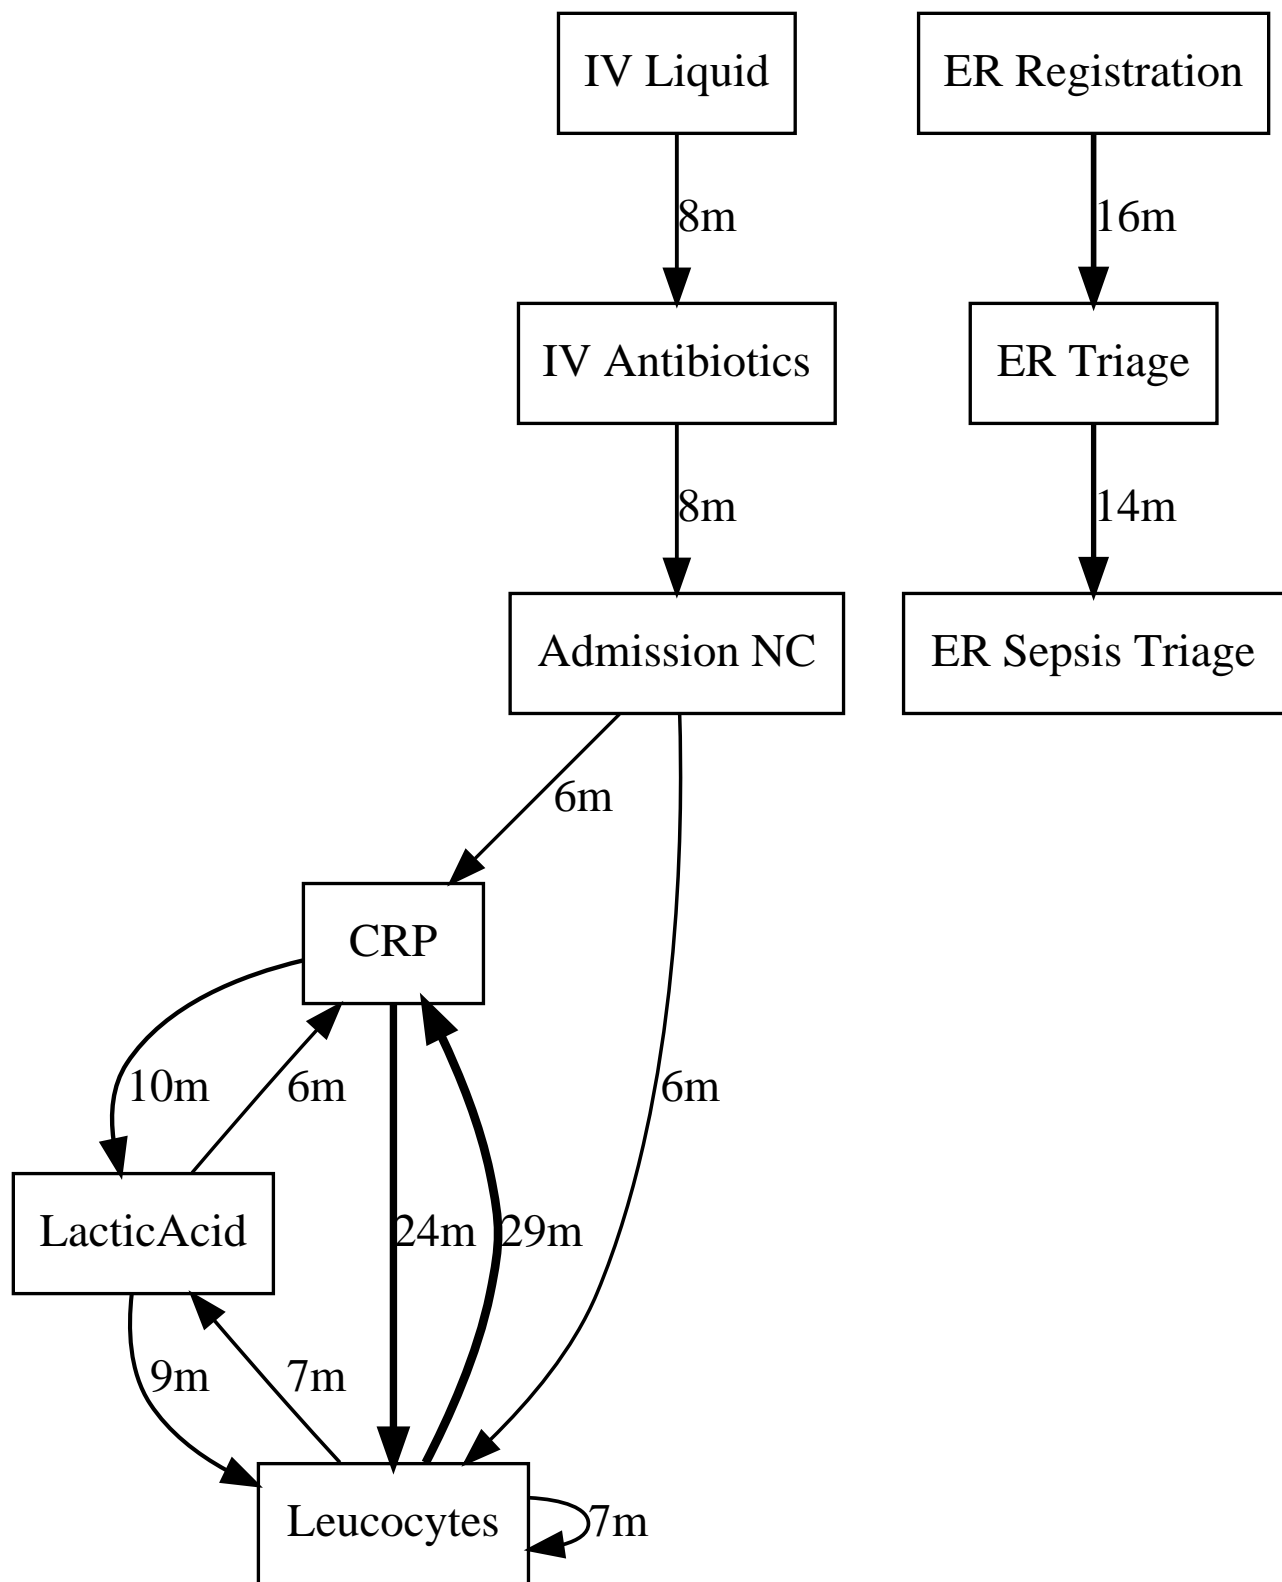 IV Liquid
ER Registration
8m
16m
IV Antibiotics
ER Triage
8m
14m
Admission NC
ER Sepsis Triage
6m
CRP
10m
6m
6m
LacticAcid
24m
29m
9m
7m
Leucocytes
7m